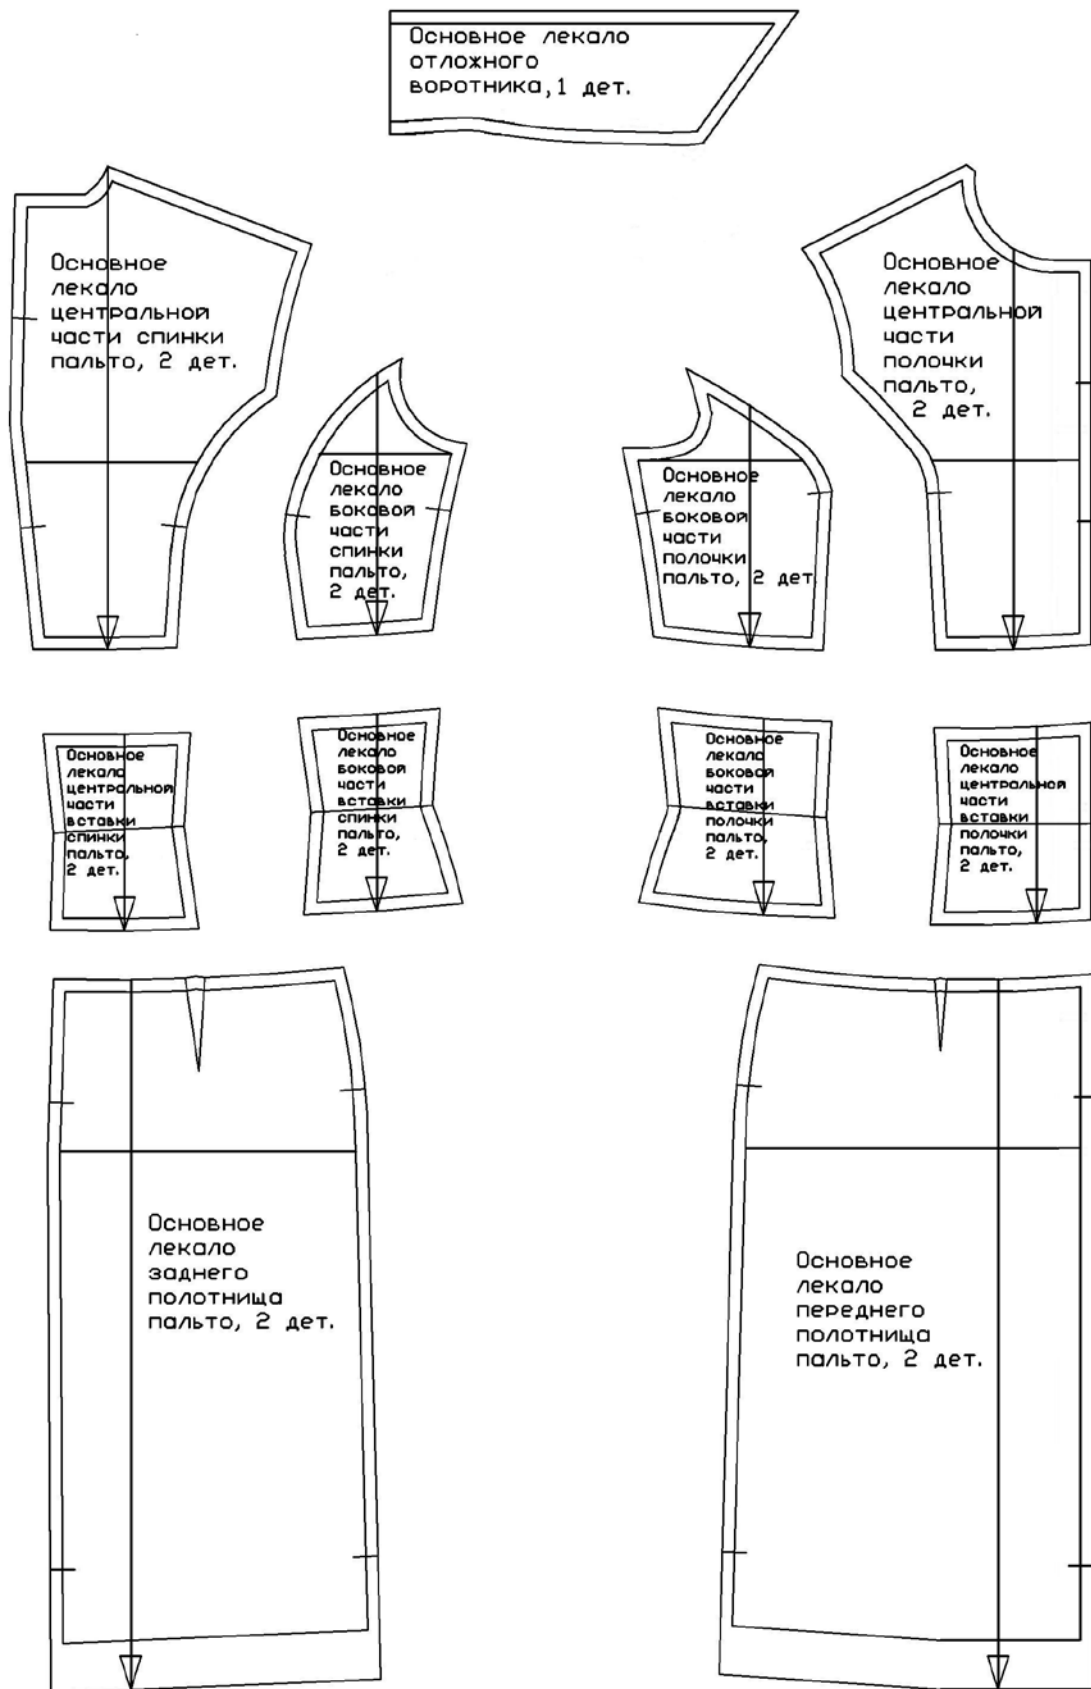 Основное лекало
отложного
воротника,1 дет.
Основное
лекало
центральной
части спинки
пальто, 2 дет.
Основное
лекало
боковой
части
спинки
пальто,
2 дет.
Основное
лекало
боковой
части
полочки
пальто, 2 дет
Основное
лекало
центральной
части
полочки
пальто,
2 дет.
Основное
лекало
центральной
части
вставки
спинки
пальто,
2 дет.
Основное
лекало
боковой
части
вставки
спинки
пальто,
2 дет.
Основное
лекало
боковой
части
вставки
полочки
пальто,
2 дет.
Основное
лекало
центральной
части
вставки
полочки
пальто,
2 дет.
Основное
лекало
заднего
полотнища
пальто, 2 дет.
Основное
лекало
переднего
полотнища
пальто, 2 дет.